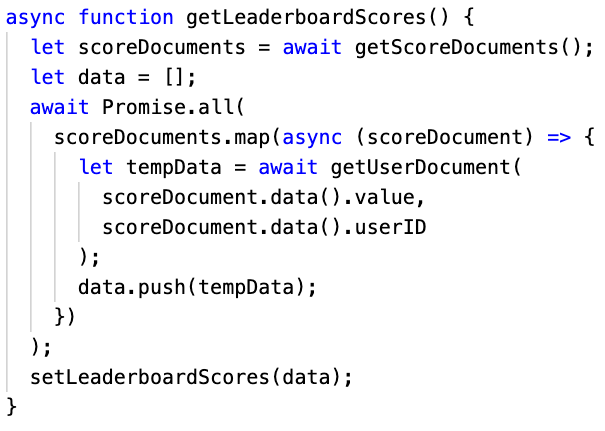 async function getLeaderboardScores() {
  let scoreDocuments = await getScoreDocuments();
  let data = [];
  await Promise.all(
    scoreDocuments.map(async (scoreDocument) => {
      let tempData = await getUserDocument(
        scoreDocument.data().value,
        scoreDocument.data().userID
      );
      data.push(tempData);
    })
  );
  setLeaderboardScores(data);
}